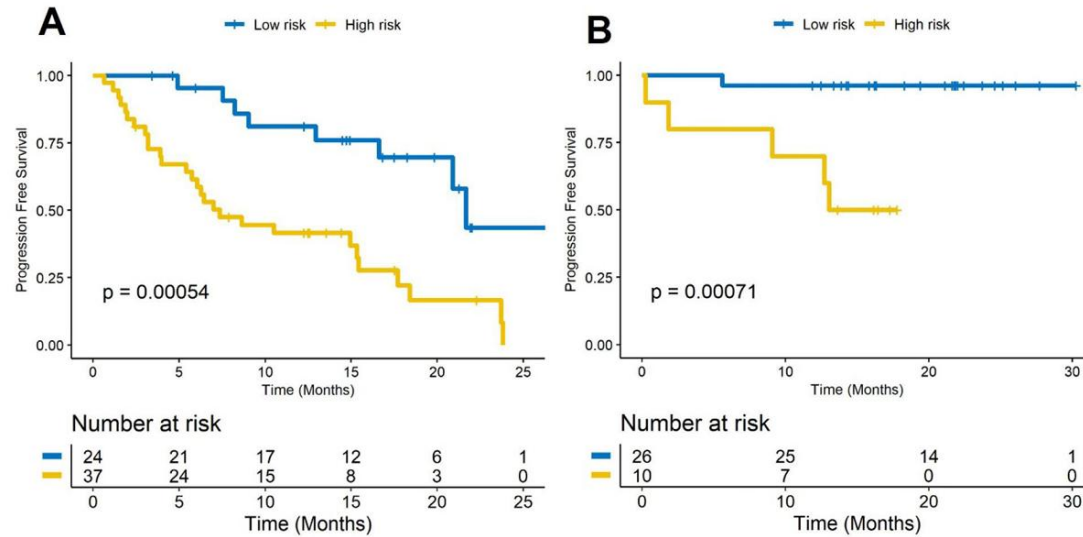 A
Low risk High risk
Progression Free Survival
1.00
0.75
0.50
0.25
0.00
p = 0.00054
0 5 10 15 20 25
Time (Months)
Number at risk
24 21 17 12 6 1
37 24 15 8 3 0
0 5 10 15 20 25
Time (Months)
B
Low risk High risk
Progression Free Survival
1.00
0.75
0.50
0.25
0.00
p = 0.00071
0 10 20 30
Time (Months)
Number at risk
26 25 14 1
10 7 0 0
0 10 20 30
Time (Months)